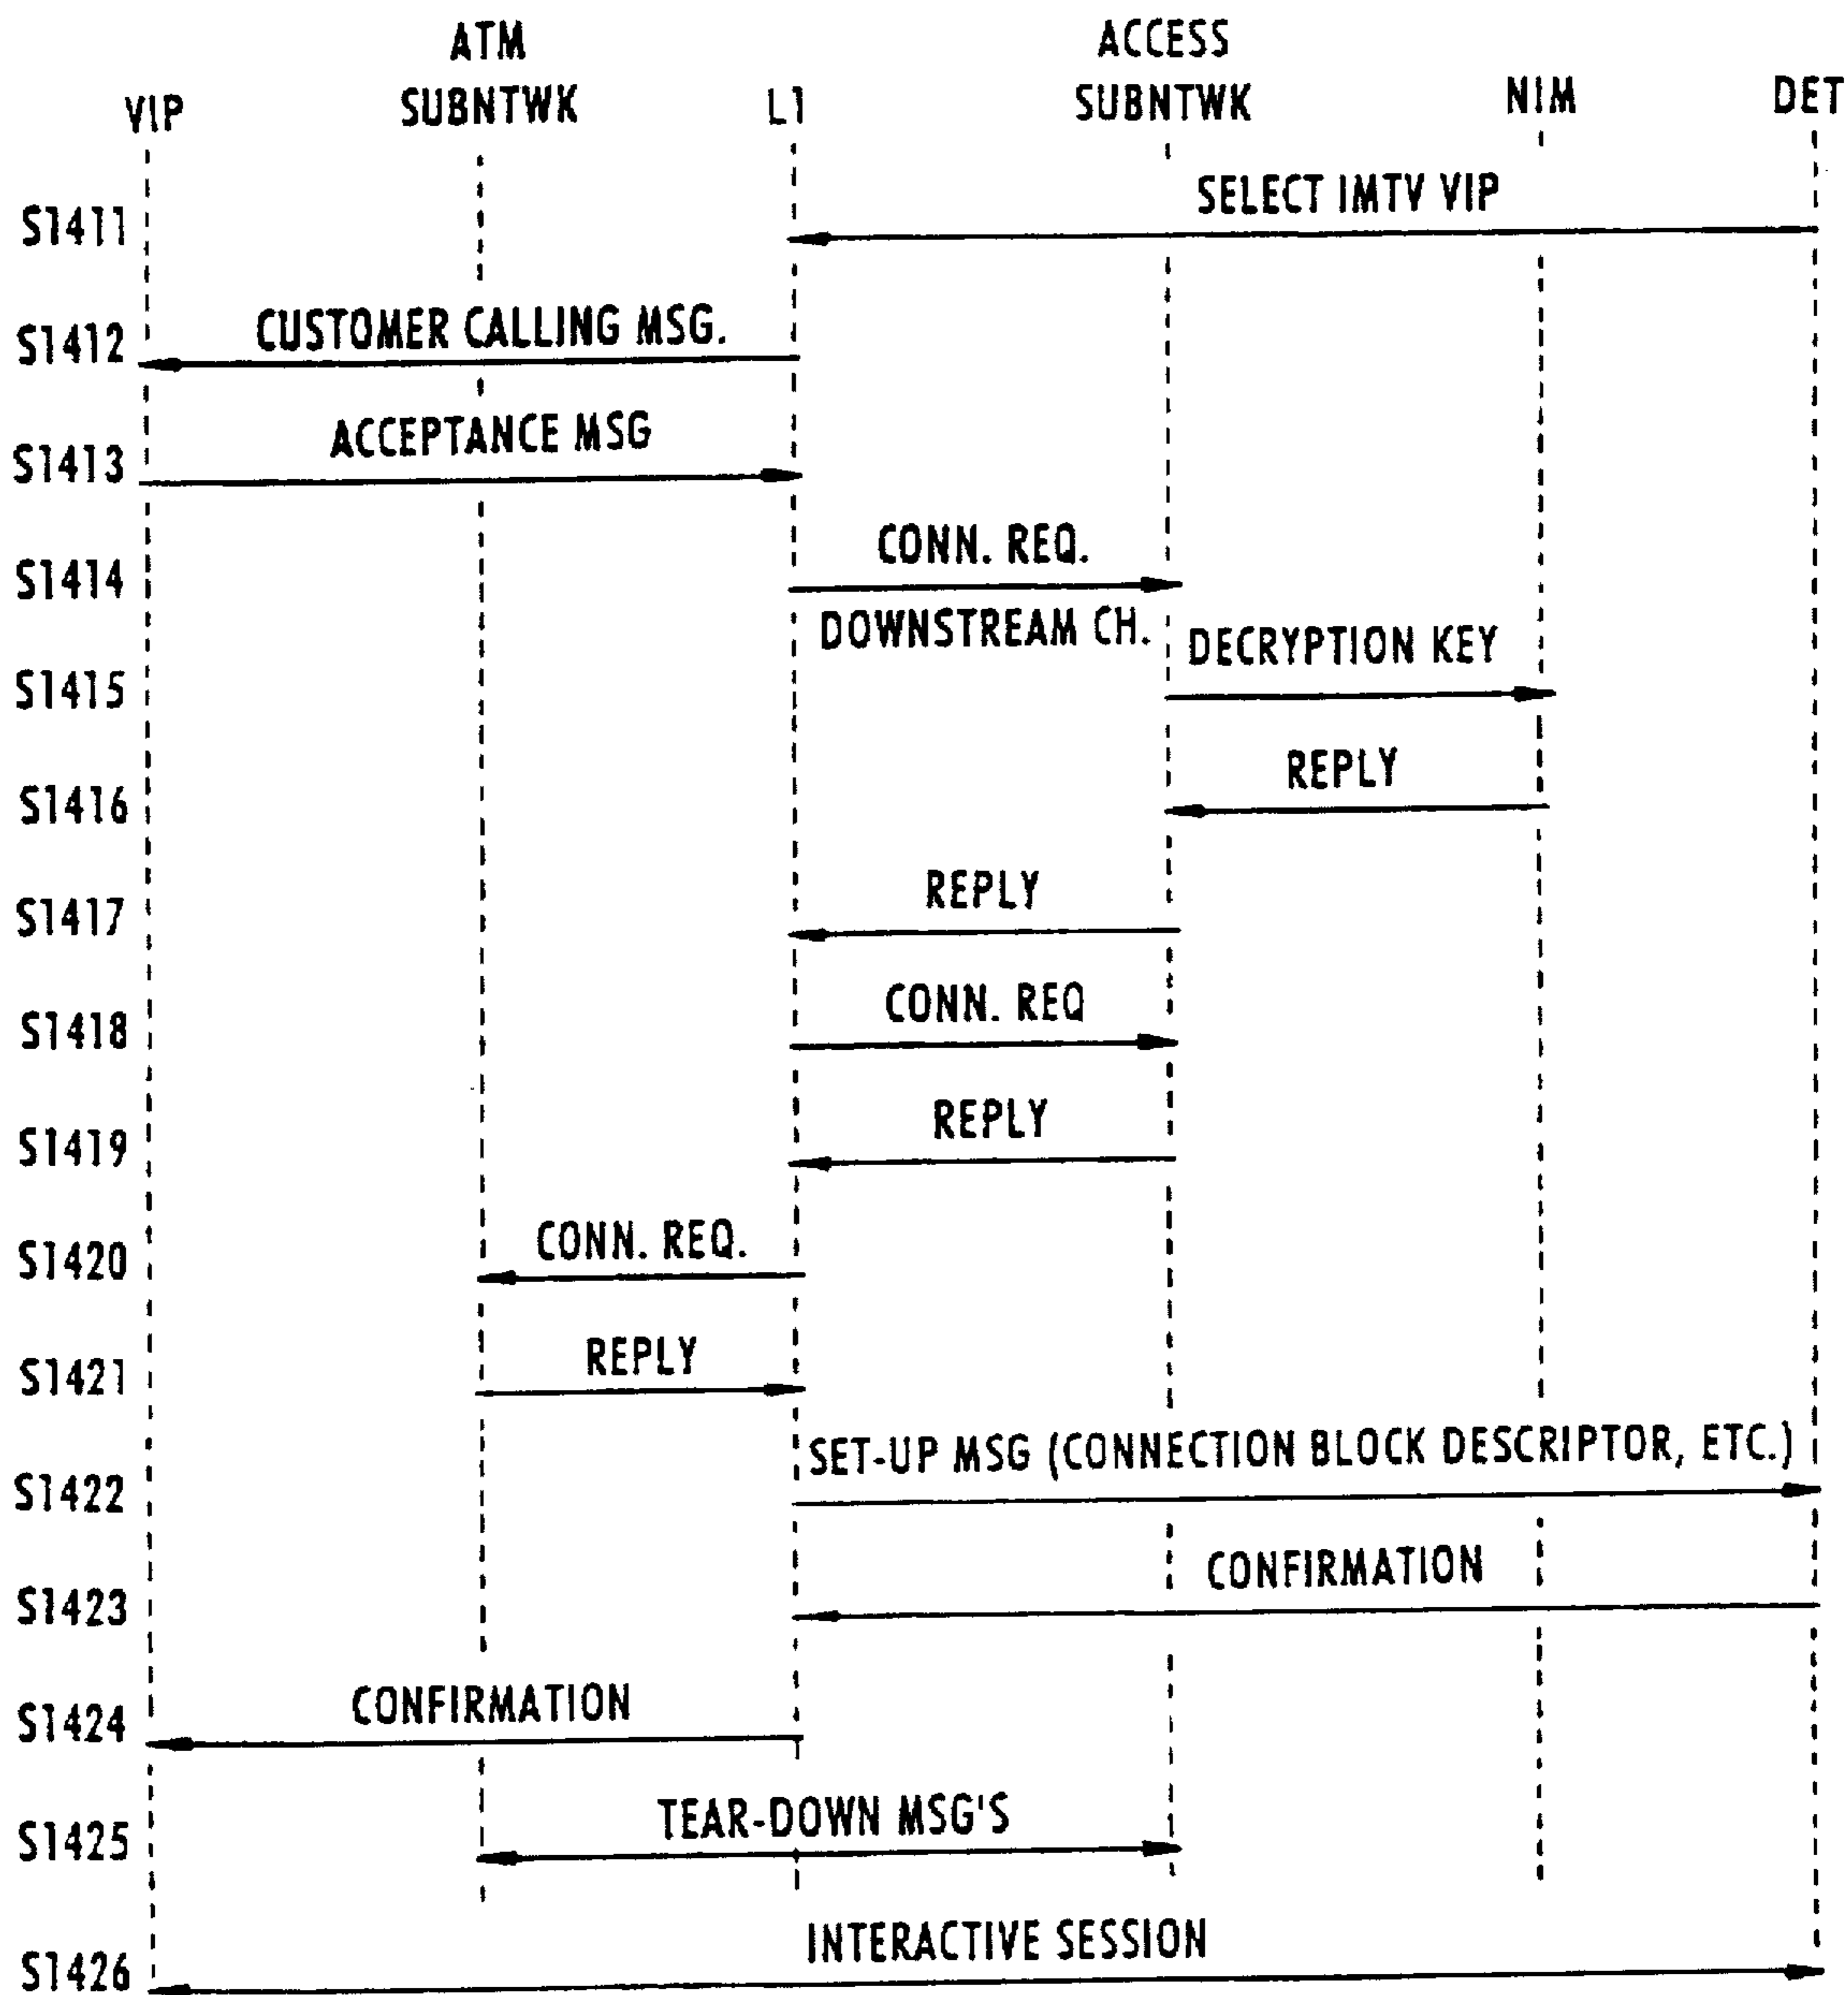 VIP
ATM
SUBNTWK
L1
ACCESS
SUBNTWK
NIM
DET
S1411
SELECT IMTV VIP
S1412
CUSTOMER CALLING MSG.
S1413
ACCEPTANCE MSG
S1414
CONN. REQ.
DOWNSTREAM CH.
S1415
DECRYPTION KEY
S1416
REPLY
S1417
REPLY
S1418
CONN. REQ
S1419
REPLY
S1420
CONN. REQ.
S1421
REPLY
S1422
SET-UP MSG (CONNECTION BLOCK DESCRIPTOR, ETC.)
S1423
CONFIRMATION
S1424
CONFIRMATION
S1425
TEAR-DOWN MSG'S
S1426
INTERACTIVE SESSION